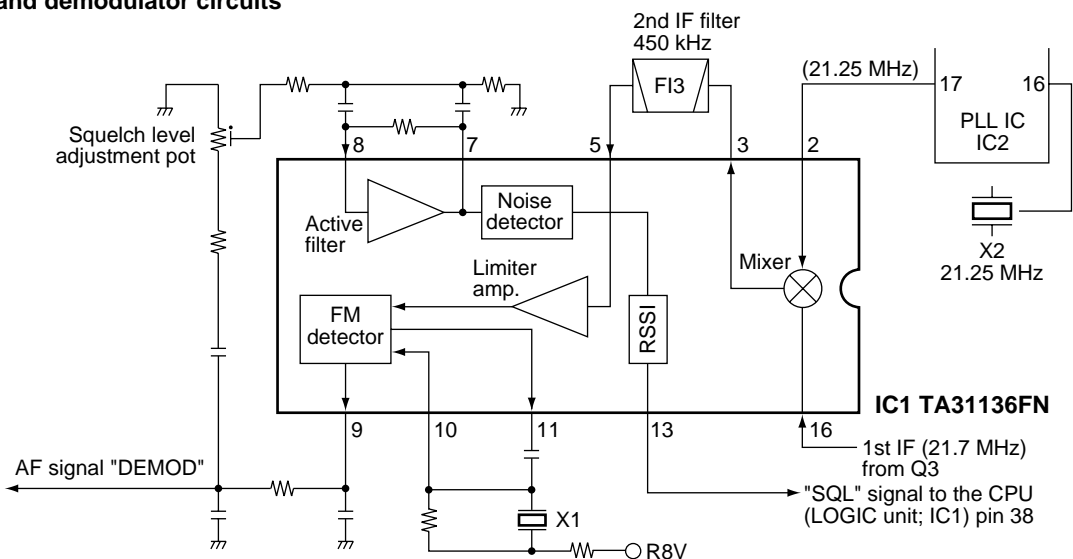 and demodulator circuits
2nd IF filter
450 kHz
FI3
(21.25 MHz)
17
16
PLL IC
IC2
X2
21.25 MHz
Squelch level
adjustment pot
8
7
5
3
2
Active
filter
Noise
detector
Mixer
Limiter
amp.
FM
detector
RSSI
IC1 TA31136FN
9
10
11
13
16
1st IF (21.7 MHz)
from Q3
AF signal "DEMOD"
"SQL" signal to the CPU
(LOGIC unit; IC1) pin 38
X1
R8V